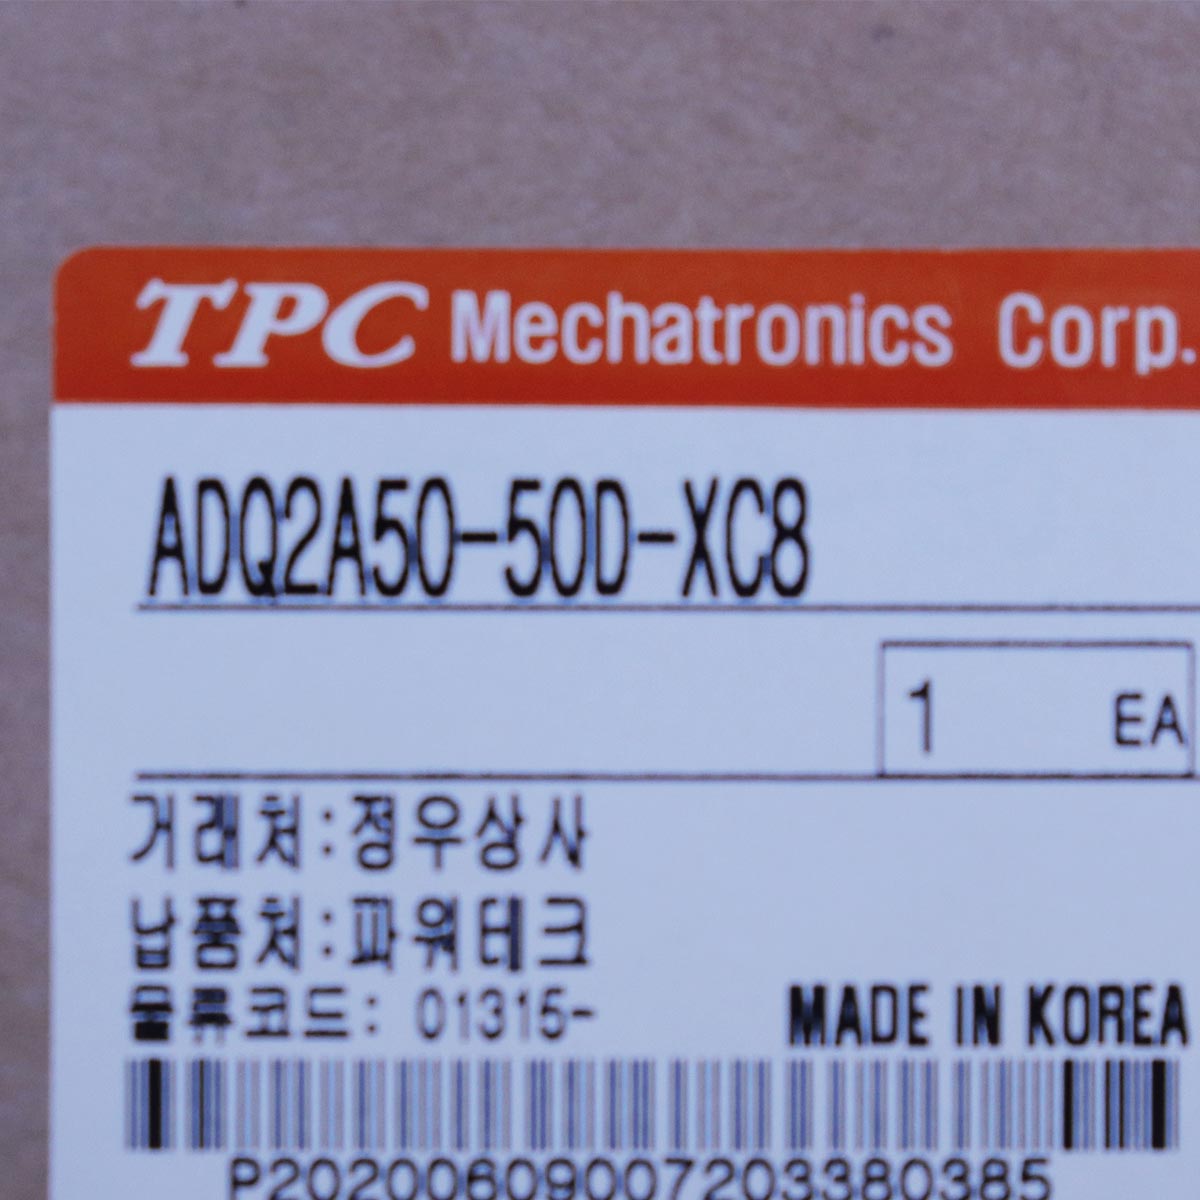 TPC Mechatronics Corp.
ADQ2A50-50D-XC8
1 EA
거래처:정우상사
납품처:파워테크
물류코드: 01315-
MADE IN KOREA
P20200609007203380385